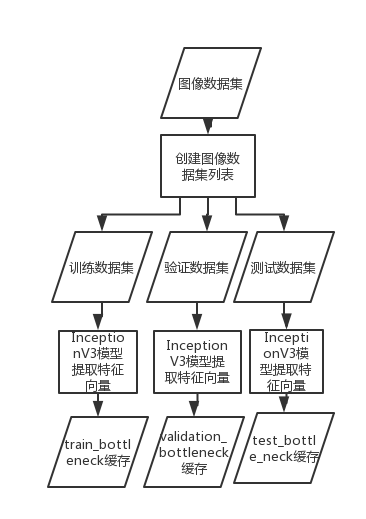 图像数据集
创建图像数
据集列表
训练数据集
验证数据集
测试数据集
Inceptio
nV3模型
提取特征
向量
Inception
V3模型提
取特征向量
Incepti
onV3模
型提取特
征向量
train_bottl
eneck缓存
validation_
bottleneck
缓存
test_bottl
e_neck缓存